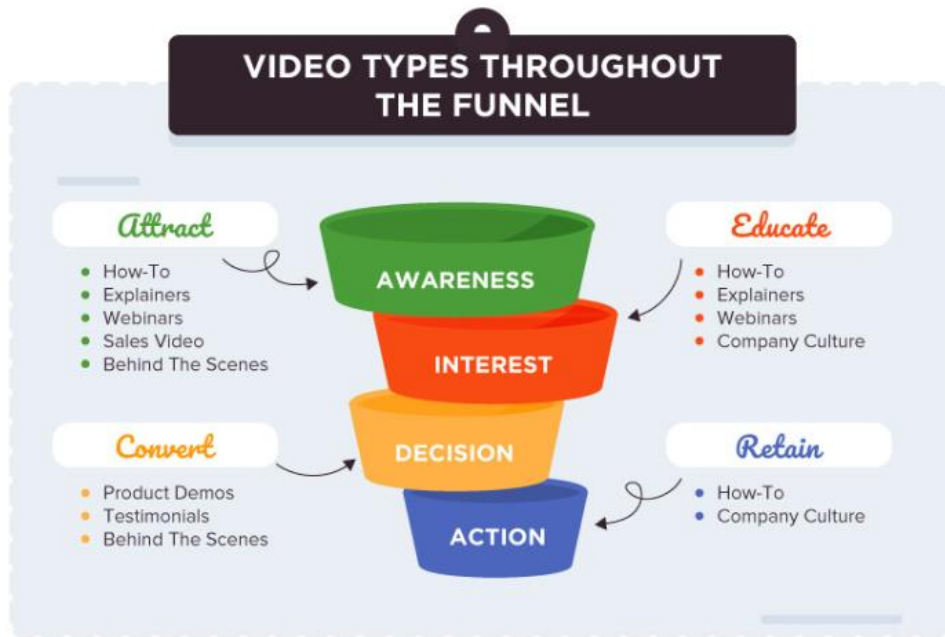 VIDEO TYPES THROUGHOUT
THE FUNNEL
Attract
How-To
Explainers
Webinars
Sales Video
Behind The Scenes
AWARENESS
Educate
How-To
Explainers
Webinars
Company Culture
INTEREST
Convert
Product Demos
Testimonials
Behind The Scenes
DECISION
Retain
How-To
Company Culture
ACTION